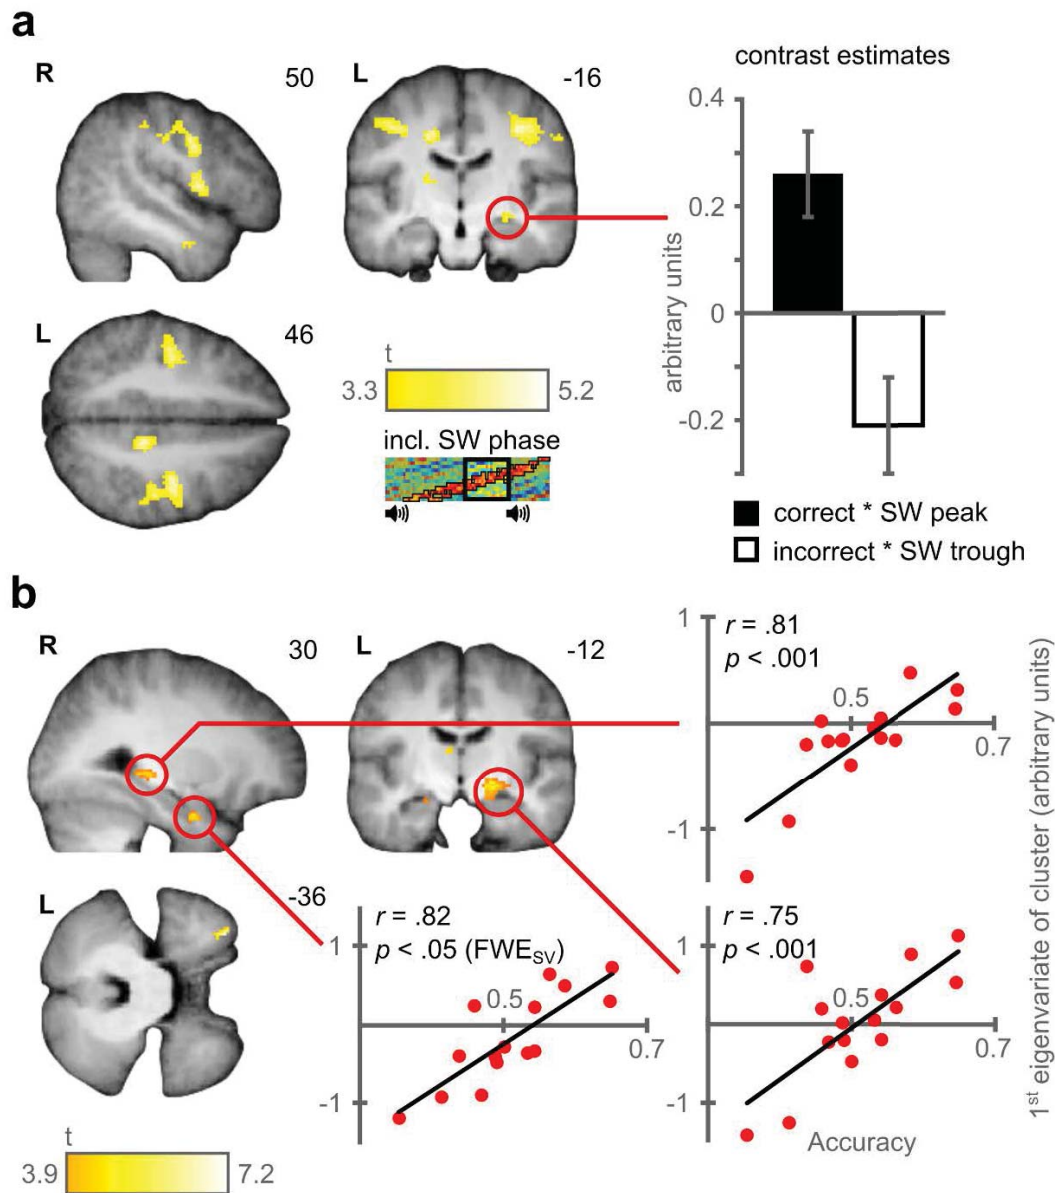 a
R
50
L
-16
contrast estimates
0.4
0.2
0
-0.2
arbitrary units
L
46
t
3.3
5.2
incl. SW phase
correct * SW peak
incorrect * SW trough
b
R
30
L
-12
1
r = .81
p < .001
0.5
0.7
-1
L
-36
1
r = .82
p < .05 (FWESV)
0.5
0.7
-1
1
r = .75
p < .001
0.5
0.7
-1
Accuracy
1st eigenvariate of cluster (arbitrary units)
t
3.9
7.2